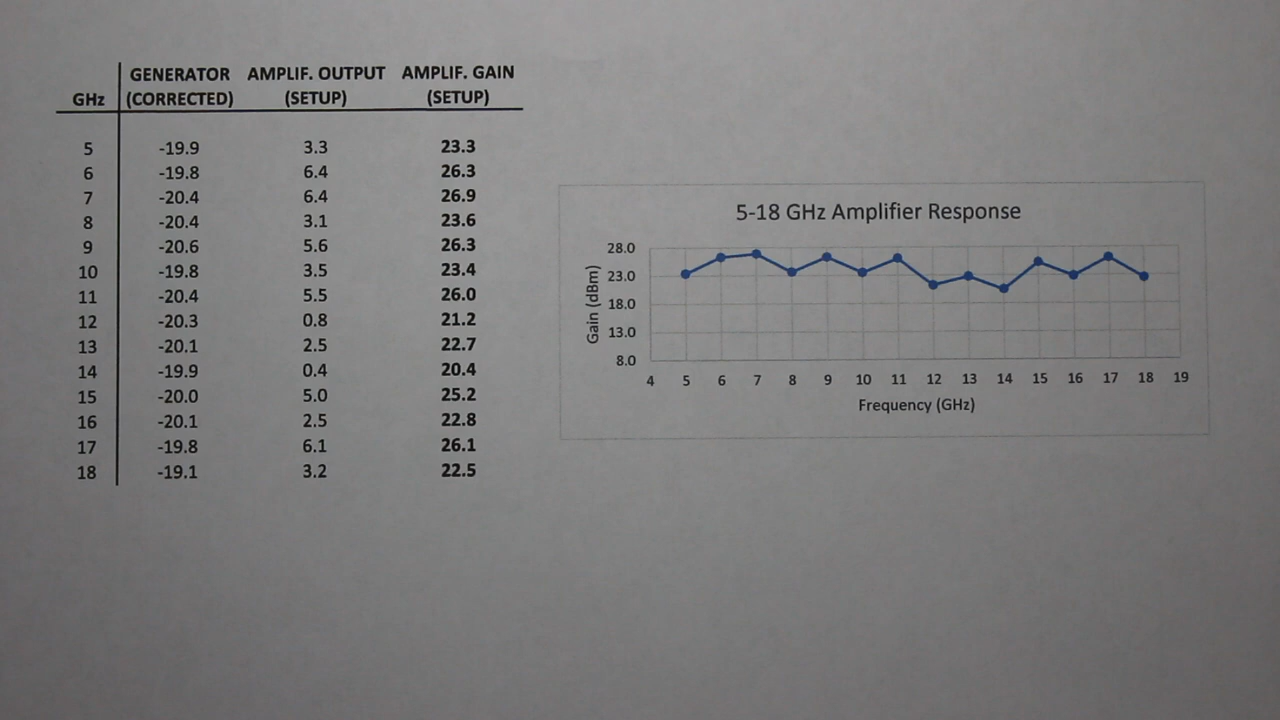 GENERATOR AMPLIF. OUTPUT AMPLIF. GAIN
GHz (CORRECTED) (SETUP) (SETUP)
5 -19.9 3.3 23.3
6 -19.8 6.4 26.3
7 -20.4 6.4 26.9
8 -20.4 3.1 23.6
9 -20.6 5.6 26.3
10 -19.8 3.5 23.4
11 -20.4 5.5 26.0
12 -20.3 0.8 21.2
13 -20.1 2.5 22.7
14 -19.9 0.4 20.4
15 -20.0 5.0 25.2
16 -20.1 2.5 22.8
17 -19.8 6.1 26.1
18 -19.1 3.2 22.5
5-18 GHz Amplifier Response
Gain (dBm)
28.0
23.0
18.0
13.0
8.0
4 5 6 7 8 9 10 11 12 13 14 15 16 17 18 19
Frequency (GHz)